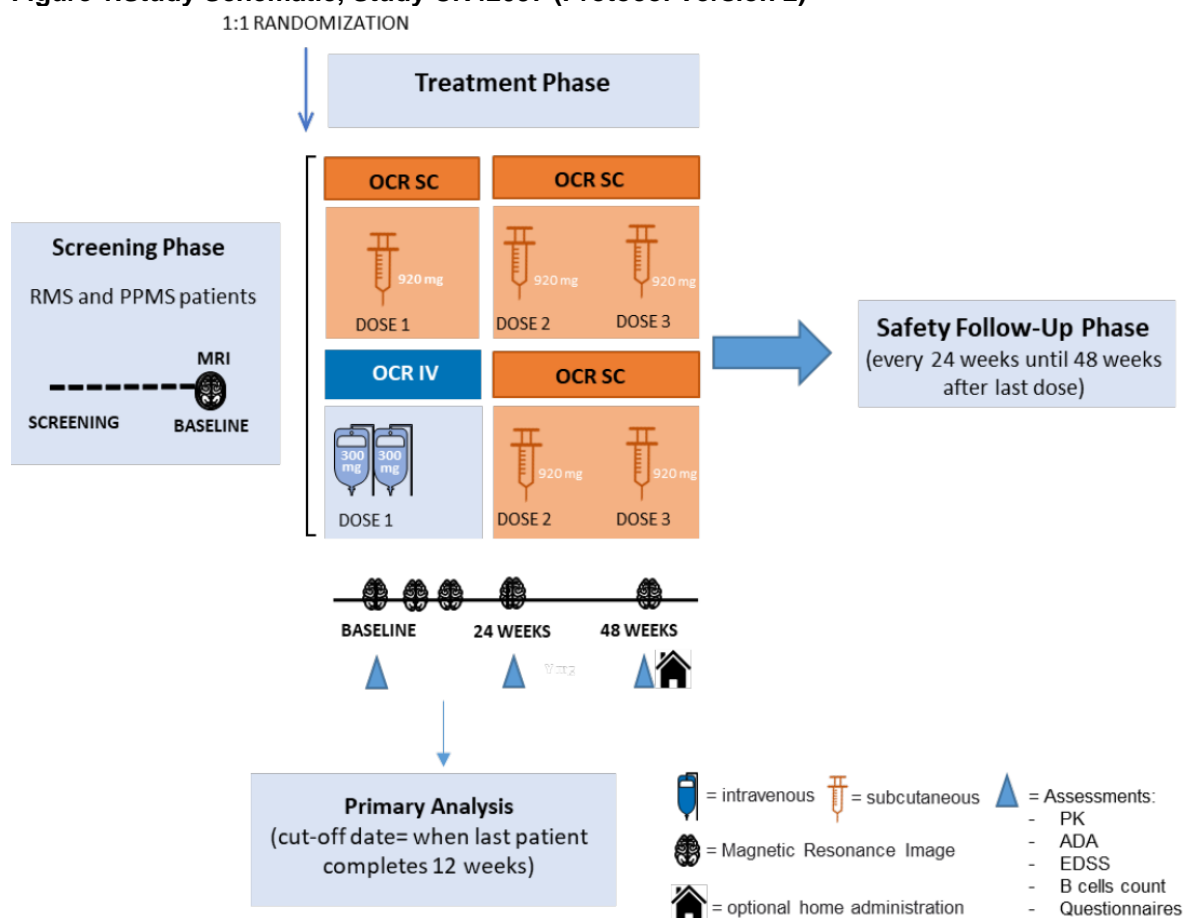 1:1 RANDOMIZATION
Treatment Phase
OCR SC
OCR SC
Screening Phase
RMS and PPMS patients
MRI
SCREENING
BASELINE
920 mg
920 mg
920 mg
DOSE 1
DOSE 2
DOSE 3
OCR IV
OCR SC
300
mg
300
mg
920 mg
920 mg
DOSE 1
DOSE 2
DOSE 3
Safety Follow-Up Phase
(every 24 weeks until 48 weeks
after last dose)
BASELINE
24 WEEKS
48 WEEKS
Primary Analysis
(cut-off date= when last patient
completes 12 weeks)
= intravenous
= subcutaneous
= Magnetic Resonance Image
= optional home administration
= Assessments:
- PK
- ADA
- EDSS
- B cells count
- Questionnaires